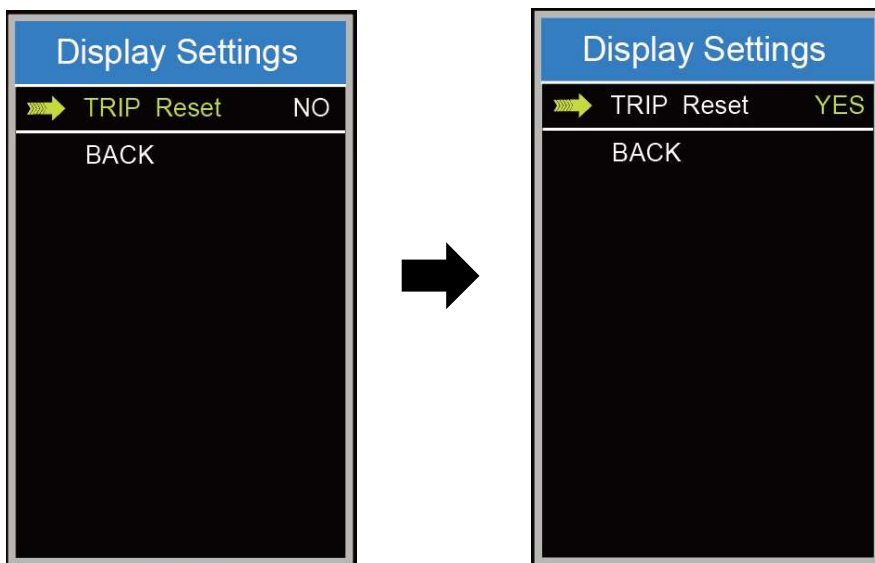 Display Settings
TRIP Reset NO
BACK
Display Settings
TRIP Reset YES
BACK